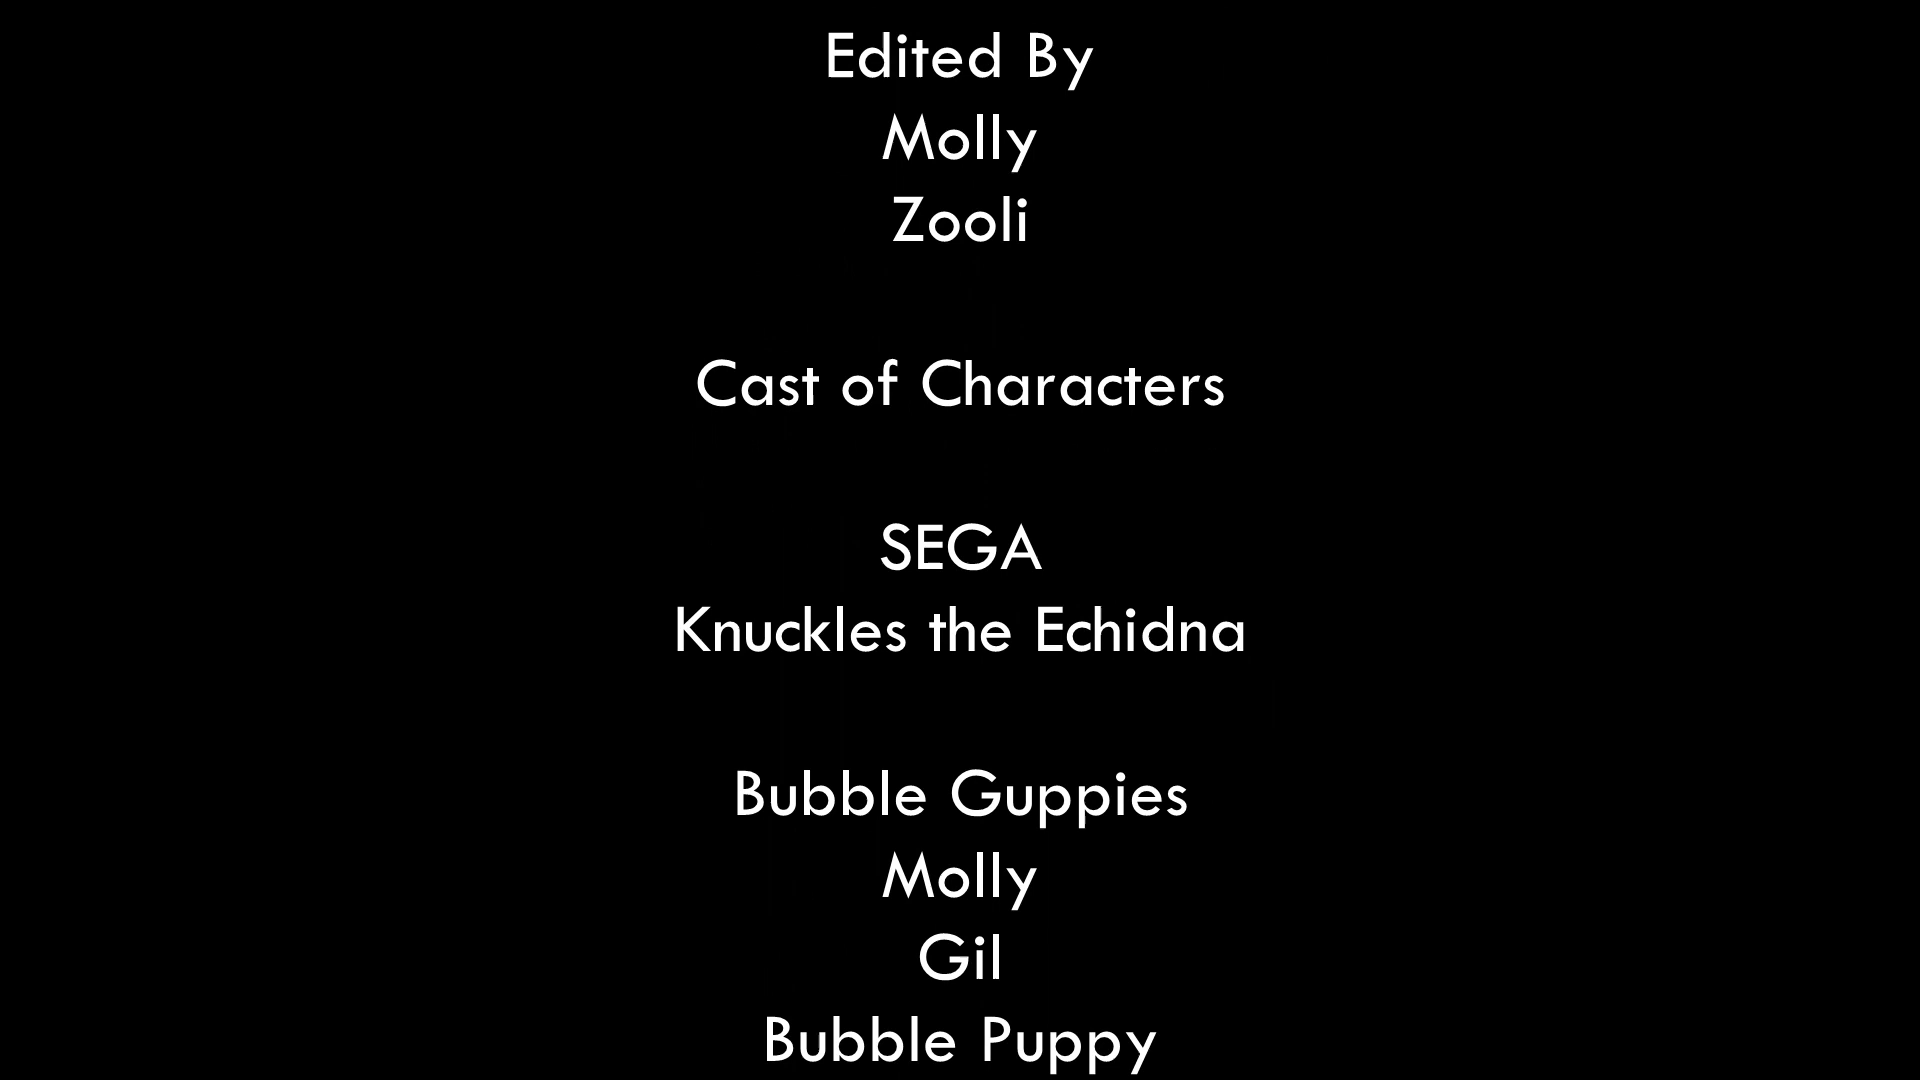 Edited By
Molly
Zooli
Cast of Characters
SEGA
Knuckles the Echidna
Bubble Guppies
Molly
Gil
Bubble Puppy